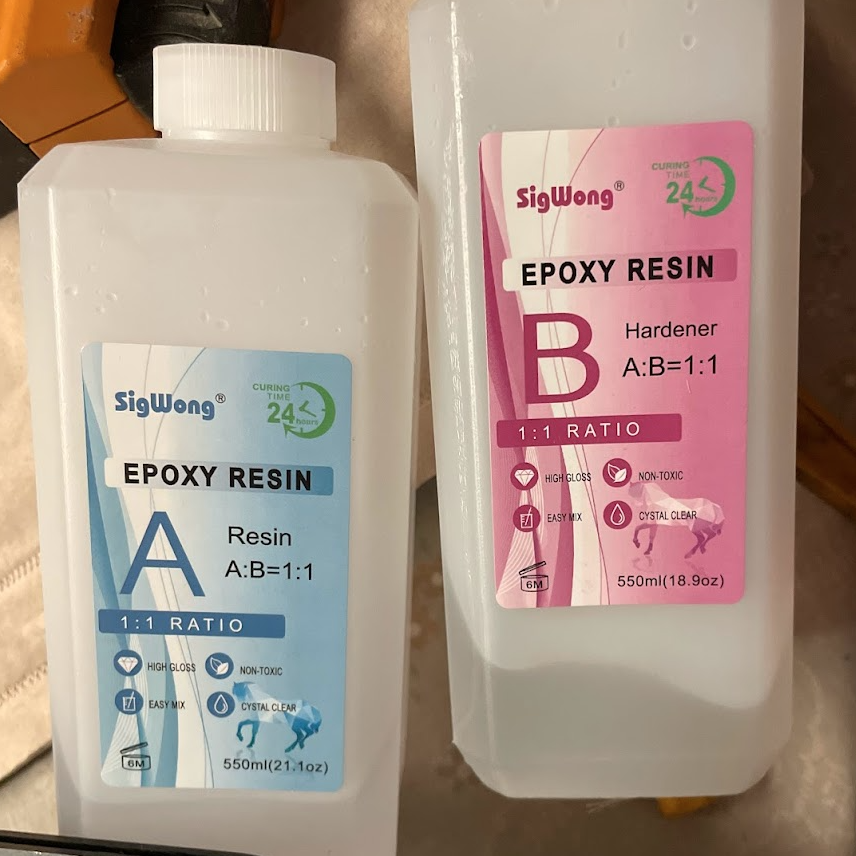 SigWong®
CURING
TIME
24 hours
EPOXY RESIN
A
Resin
A:B=1:1
1:1 RATIO
HIGH GLOSS
NON-TOXIC
EASY MIX
CYSTAL CLEAR
6M
550ml(21.1oz)
SigWong®
CURING
TIME
24 hours
EPOXY RESIN
B
Hardener
A:B=1:1
1:1 RATIO
HIGH GLOSS
NON-TOXIC
EASY MIX
CYSTAL CLEAR
6M
550ml(18.9oz)